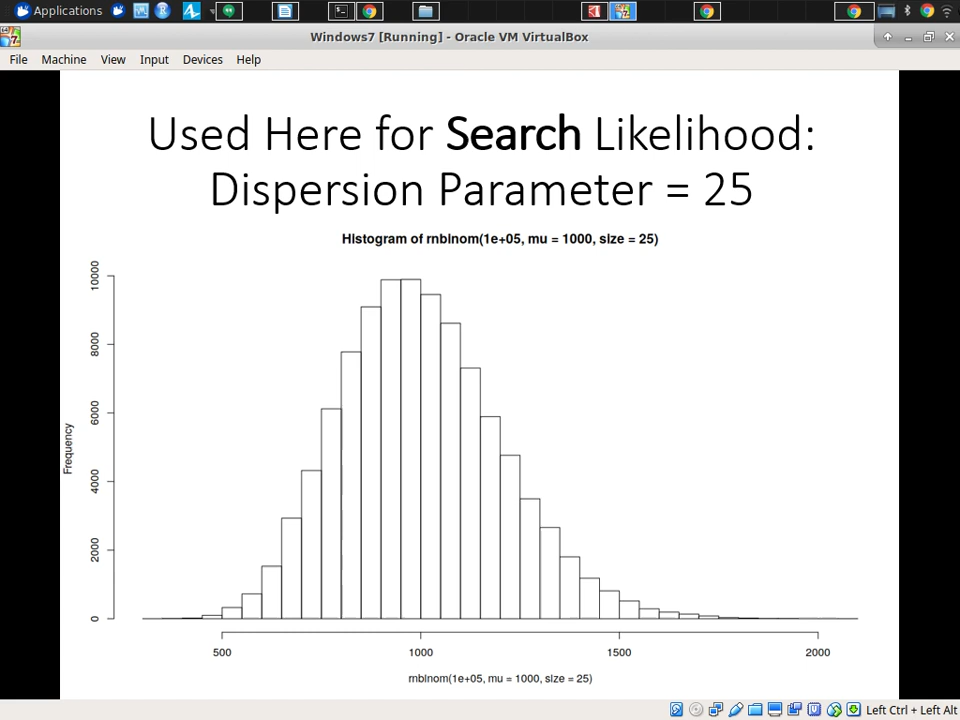 Applications
Windows7 [Running] - Oracle VM VirtualBox
File Machine View Input Devices Help
Used Here for Search Likelihood:
Dispersion Parameter = 25
Histogram of rnbinom(1e+05, mu = 1000, size = 25)
Frequency
10000
8000
6000
4000
2000
0
500 1000 1500 2000
rnbinom(1e+05, mu = 1000, size = 25)
Left Ctrl + Left Alt